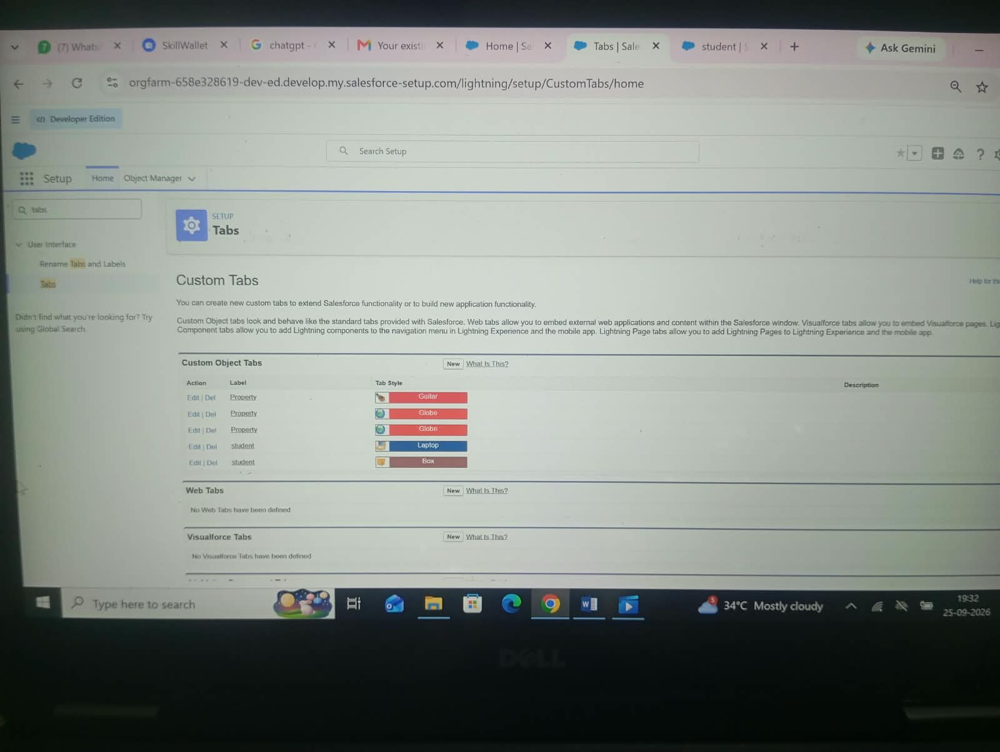 (7) Whats
SkillWallet
chatgpt -
Your existi
Home | Sa
Tabs | Sale
student |
Ask Gemini
orgfarm-658e328619-dev-ed.develop.my.salesforce-setup.com/lightning/setup/CustomTabs/home
Developer Edition
Search Setup
Setup
Home
Object Manager
tabs
SETUP
Tabs
User Interface
Rename Tabs and Labels
Tabs
Didn't find what you're looking for? Try
using Global Search.
Custom Tabs
Help for this
You can create new custom tabs to extend Salesforce functionality or to build new application functionality.
Custom Object tabs look and behave like the standard tabs provided with Salesforce. Web tabs allow you to embed external web applications and content within the Salesforce window. Visualforce tabs allow you to embed Visualforce pages. Lig
Component tabs allow you to add Lightning components to the navigation menu in Lightning Experience and the mobile app. Lightning Page tabs allow you to add Lightning Pages to Lightning Experience and the mobile app.
Custom Object Tabs New What Is This?
Action Label Tab Style Description
Edit | Del Property Guitar
Edit | Del Property Globe
Edit | Del Property Globe
Edit | Del student Laptop
Edit | Del student Box
Web Tabs New What Is This?
No Web Tabs have been defined
Visualforce Tabs New What Is This?
No Visualforce Tabs have been defined
Type here to search
34°C Mostly cloudy
19:32
25-09-2026
DELL